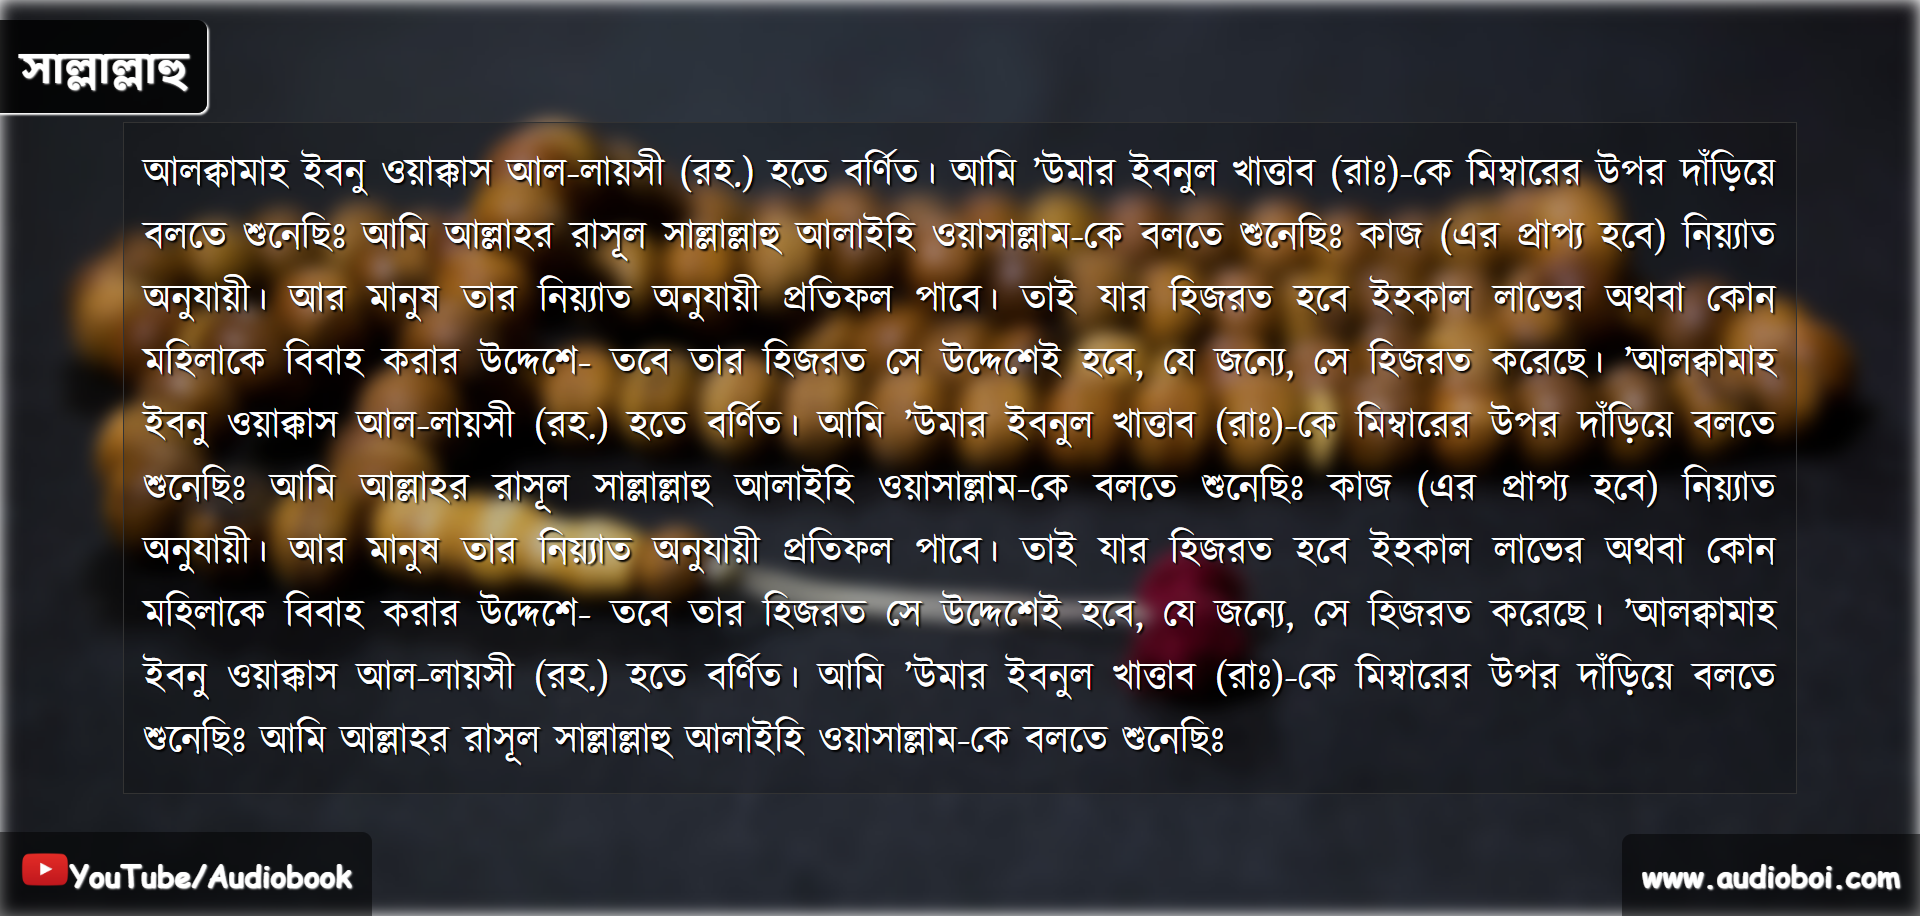 সাল্লাল্লাহু
আলক্বামাহ ইবনু ওয়াক্কাস আল-লায়সী (রহ.) হতে বর্ণিত। আমি ’উমার ইবনুল খাত্তাব (রাঃ)-কে মিম্বারের উপর দাঁড়িয়ে
বলতে শুনেছিঃ আমি আল্লাহর রাসূল সাল্লাল্লাহু আলাইহি ওয়াসাল্লাম-কে বলতে শুনেছিঃ কাজ (এর প্রাপ্য হবে) নিয়্যাত
অনুযায়ী। আর মানুষ তার নিয়্যাত অনুযায়ী প্রতিফল পাবে। তাই যার হিজরত হবে ইহকাল লাভের অথবা কোন
মহিলাকে বিবাহ করার উদ্দেশে- তবে তার হিজরত সে উদ্দেশেই হবে, যে জন্যে, সে হিজরত করেছে। ’আলক্বামাহ
ইবনু ওয়াক্কাস আল-লায়সী (রহ.) হতে বর্ণিত। আমি ’উমার ইবনুল খাত্তাব (রাঃ)-কে মিম্বারের উপর দাঁড়িয়ে বলতে
শুনেছিঃ আমি আল্লাহর রাসূল সাল্লাল্লাহু আলাইহি ওয়াসাল্লাম-কে বলতে শুনেছিঃ কাজ (এর প্রাপ্য হবে) নিয়্যাত
অনুযায়ী। আর মানুষ তার নিয়্যাত অনুযায়ী প্রতিফল পাবে। তাই যার হিজরত হবে ইহকাল লাভের অথবা কোন
মহিলাকে বিবাহ করার উদ্দেশে- তবে তার হিজরত সে উদ্দেশেই হবে, যে জন্যে, সে হিজরত করেছে। ’আলক্বামাহ
ইবনু ওয়াক্কাস আল-লায়সী (রহ.) হতে বর্ণিত। আমি ’উমার ইবনুল খাত্তাব (রাঃ)-কে মিম্বারের উপর দাঁড়িয়ে বলতে
শুনেছিঃ আমি আল্লাহর রাসূল সাল্লাল্লাহু আলাইহি ওয়াসাল্লাম-কে বলতে শুনেছিঃ
YouTube/Audiobook
www.audioboi.com